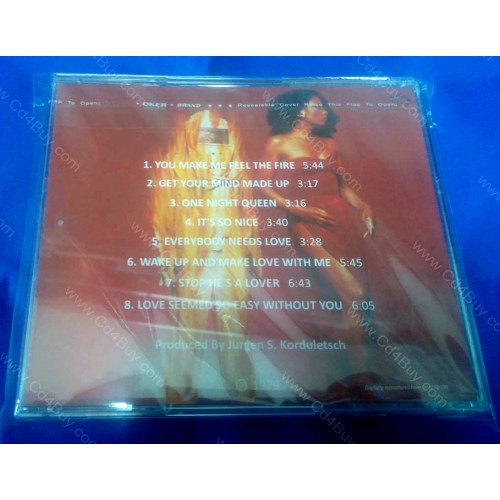 Resealable Cover Raise This Flap To Open
1. YOU MAKE ME FEEL THE FIRE 5:44
2. GET YOUR MIND MADE UP 3:17
3. ONE NIGHT QUEEN 3:16
4. IT'S SO NICE 3:40
5. EVERYBODY NEEDS LOVE 3:28
6. WAKE UP AND MAKE LOVE WITH ME 5:45
7. STOP HE'S A LOVER 6:43
8. LOVE SEEMED SO EASY WITHOUT YOU 6:05
Produced By Jurgen S. Korduletsch
www.Cd4Buy.com